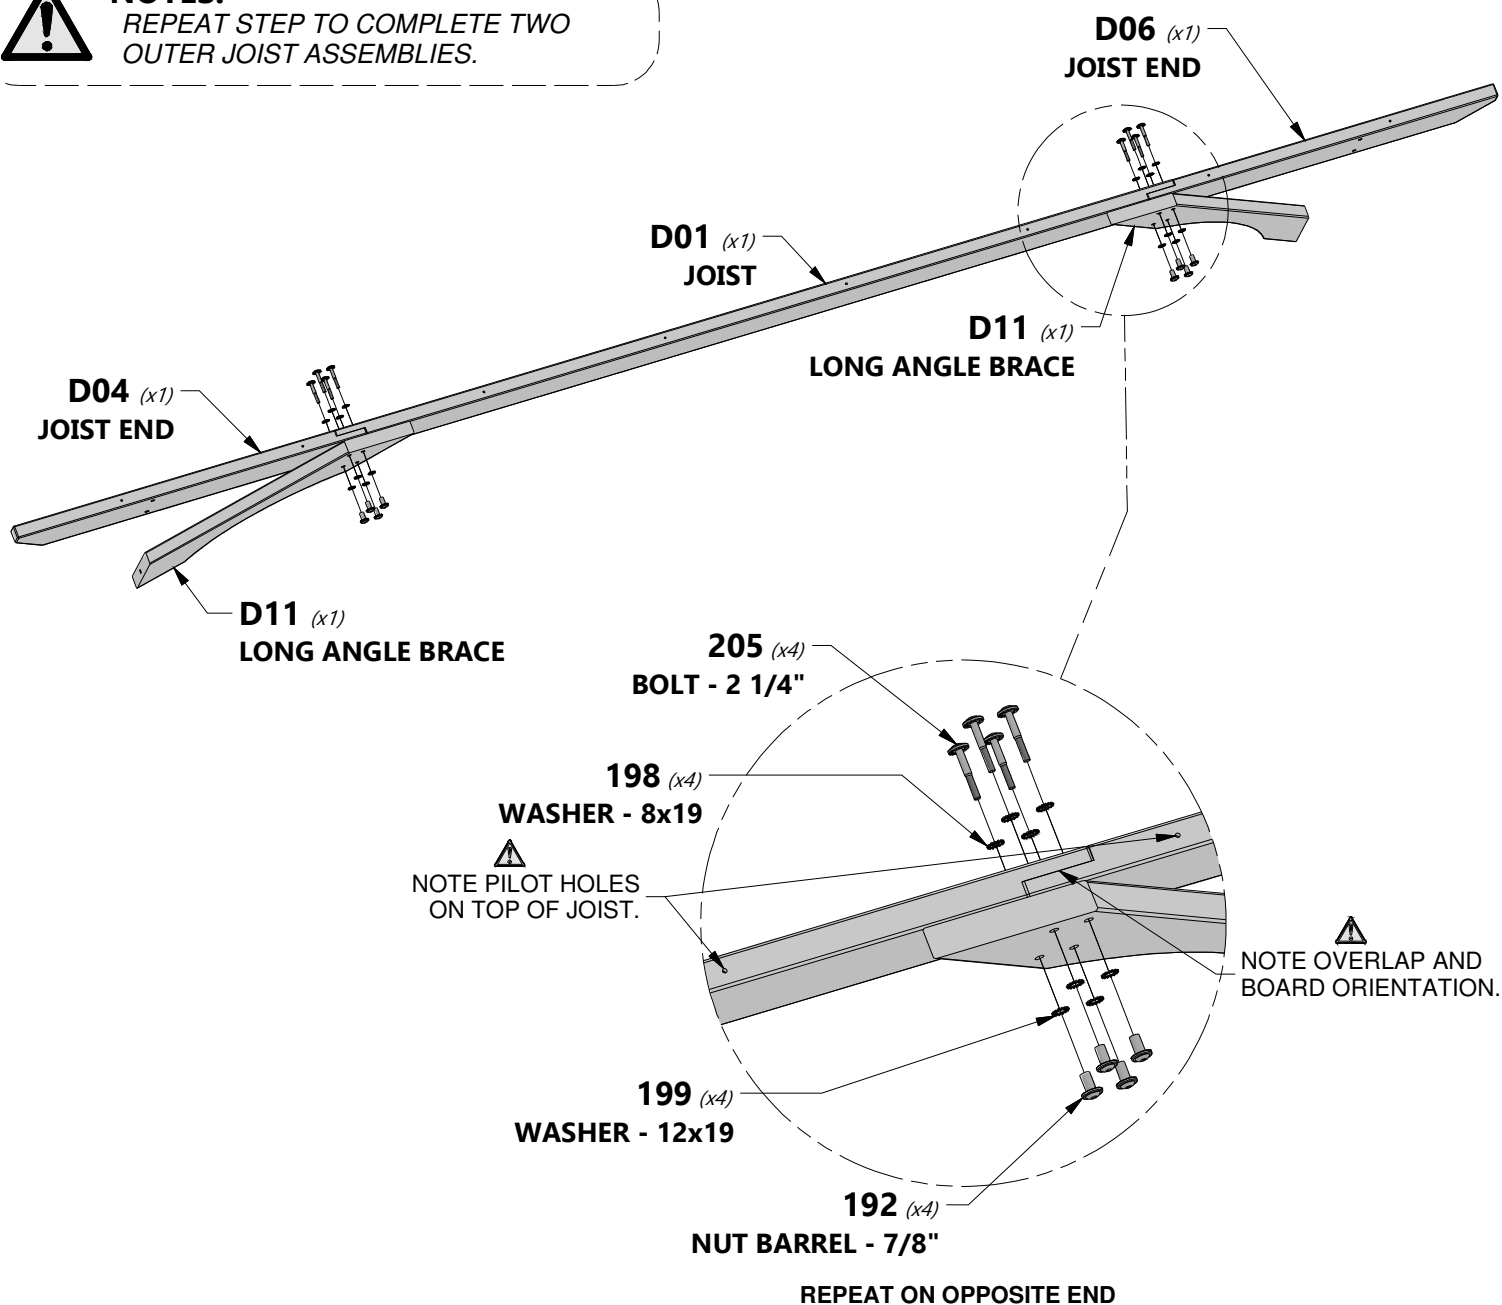 NOTES:
REPEAT STEP TO COMPLETE TWO
OUTER JOIST ASSEMBLIES.
D06 (x1)
JOIST END
D01 (x1)
JOIST
D11 (x1)
LONG ANGLE BRACE
D04 (x1)
JOIST END
D11 (x1)
LONG ANGLE BRACE
205 (x4)
BOLT - 2 1/4"
198 (x4)
WASHER - 8x19
NOTE PILOT HOLES
ON TOP OF JOIST.
NOTE OVERLAP AND
BOARD ORIENTATION.
199 (x4)
WASHER - 12x19
192 (x4)
NUT BARREL - 7/8"
REPEAT ON OPPOSITE END